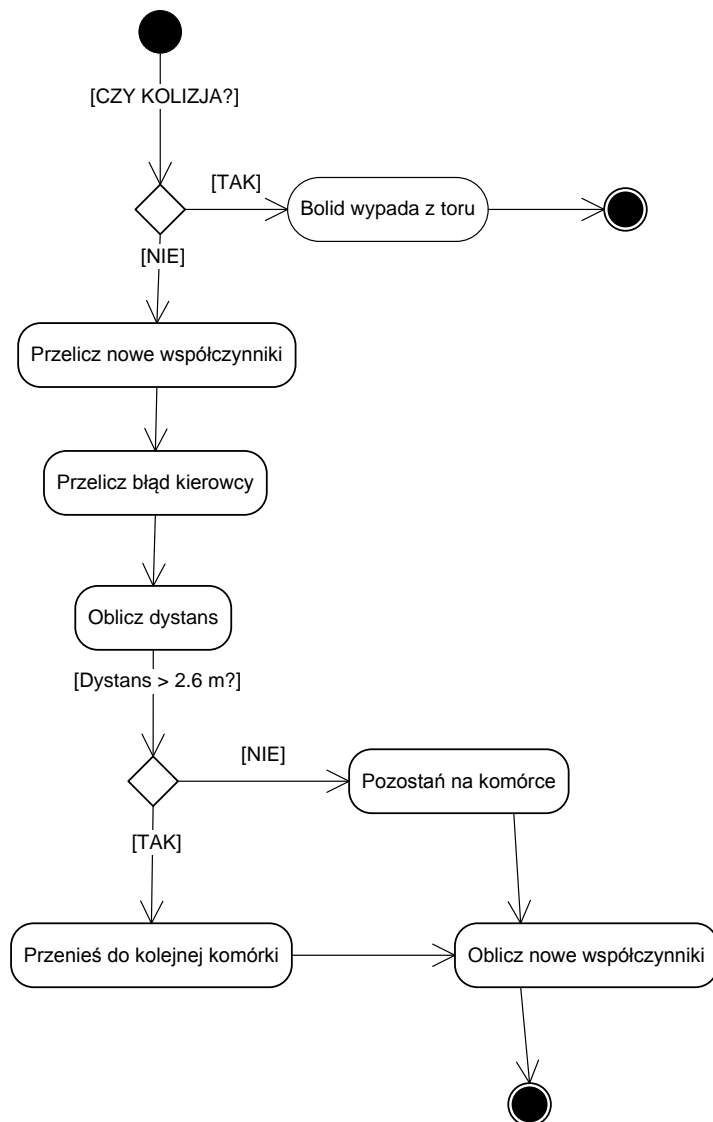 [CZY KOLIZJA?]
[TAK]
Bolid wypada z toru
[NIE]
Przelicz nowe współczynniki
Przelicz błąd kierowcy
Oblicz dystans
[Dystans > 2.6 m?]
[NIE]
Pozostań na komórce
[TAK]
Przenieś do kolejnej komórki
Oblicz nowe współczynniki